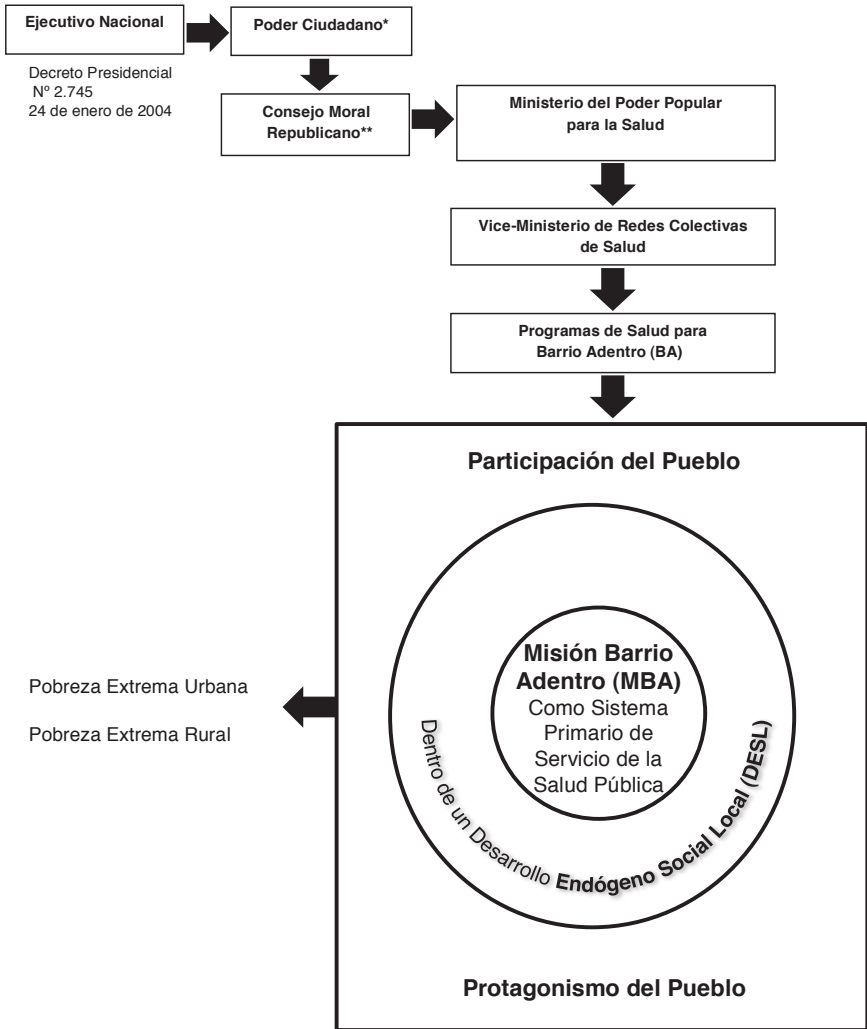 Ejecutivo Nacional
Poder Ciudadano*
Decreto Presidencial
Nº 2.745
24 de enero de 2004
Consejo Moral
Republicano**
Ministerio del Poder Popular
para la Salud
Vice-Ministerio de Redes Colectivas
de Salud
Programas de Salud para
Barrio Adentro (BA)
Participación del Pueblo
Misión Barrio
Adentro (MBA)
Como Sistema
Primario de
Servicio de la
Salud Pública
Dentro de un Desarrollo Endógeno Social Local (DESL)
Protagonismo del Pueblo
Pobreza Extrema Urbana
Pobreza Extrema Rural